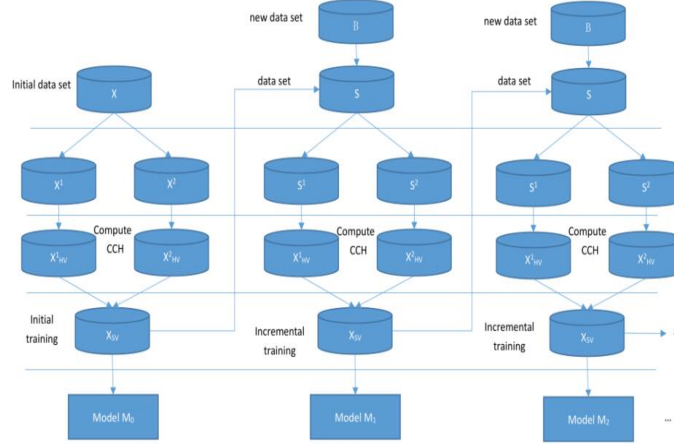 new data set
B
new data set
B
Initial data set
X
data set
S
data set
S
X¹
X²
S¹
S²
S¹
S²
Compute
CCH
Compute
CCH
Compute
CCH
X¹HV
X²HV
X¹HV
X²HV
X¹HV
X²HV
Initial
training
XSV
Incremental
training
XSV
Incremental
training
XSV
Model M₀
Model M₁
Model M₂
...